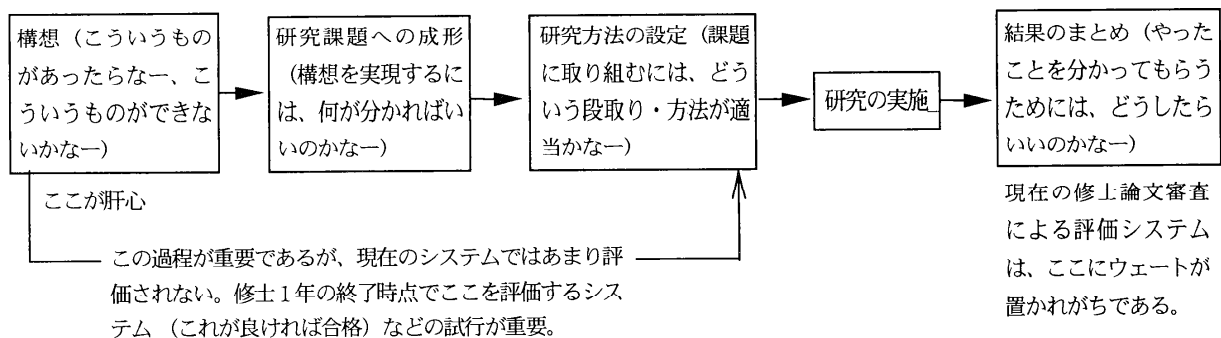 構想（こういうもの
があったらなー、こ
ういうものができな
いかなー）
研究課題への成形
（構想を実現するに
は、何が分かればい
いのかなー）
研究方法の設定（課題
に取り組むには、どう
いう段取り・方法が適
当かなー）
研究の実施
結果のまとめ（やった
ことを分かってもらう
ためには、どうしたら
いいのかなー）
ここが肝心
この過程が重要であるが、現在のシステムではあまり評
価されない。修士１年の終了時点でここを評価するシス
テム（これが良ければ合格）などの試行が重要。
現在の修士論文審査
による評価システム
は、ここにウェートが
置かれがちである。